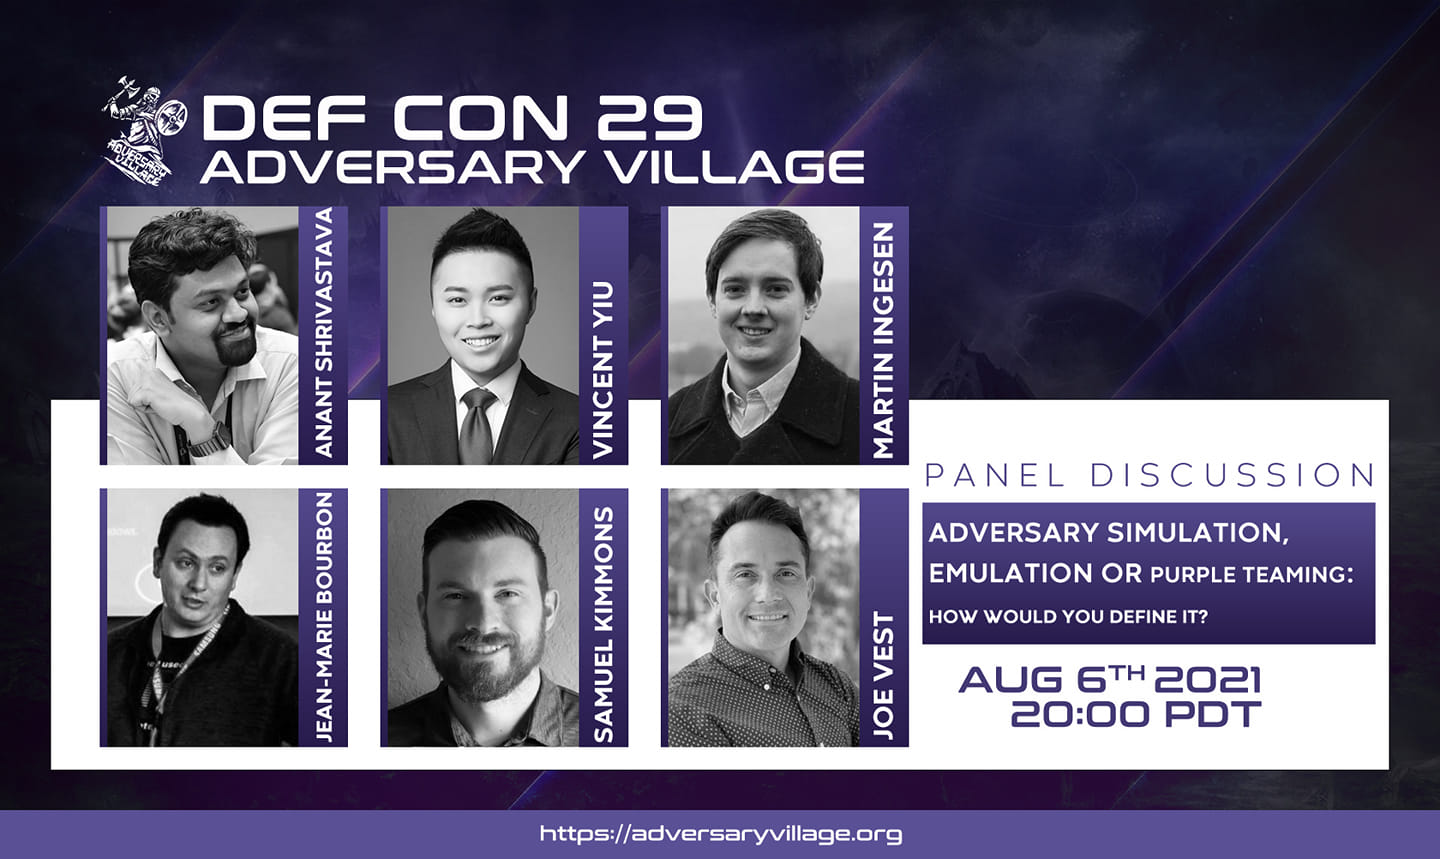 DEF CON 29
ADVERSARY VILLAGE
ADVERSARY
VILLAGE
ANANT SHRIVASTAVA
VINCENT YIU
MARTIN INGESEN
JEAN-MARIE BOURBON
SAMUEL KIMMONS
JOE VEST
PANEL DISCUSSION
ADVERSARY SIMULATION,
EMULATION OR PURPLE TEAMING:
HOW WOULD YOU DEFINE IT?
AUG 6TH 2021
20:00 PDT
https://adversaryvillage.org